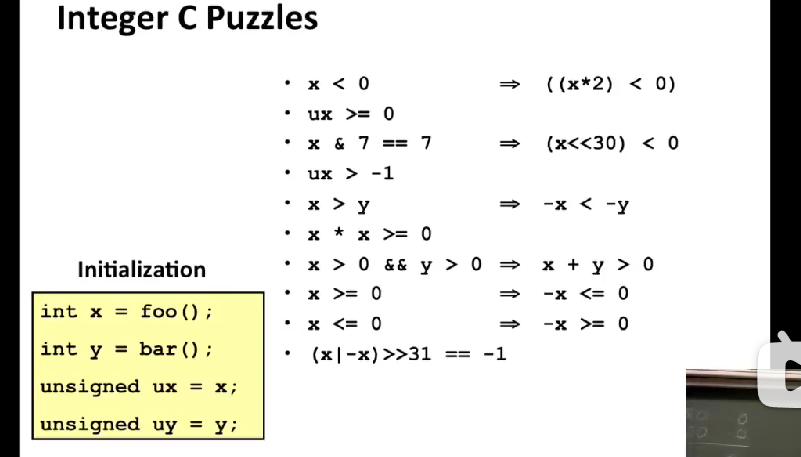 Integer C Puzzles
• x < 0 ⇒ ((x*2) < 0)
• ux >= 0
• x & 7 == 7 ⇒ (x<<30) < 0
• ux > -1
• x > y ⇒ -x < -y
• x * x >= 0
• x > 0 && y > 0 ⇒ x + y > 0
• x >= 0 ⇒ -x <= 0
• x <= 0 ⇒ -x >= 0
• (x|-x)>>31 == -1
Initialization
int x = foo();
int y = bar();
unsigned ux = x;
unsigned uy = y;